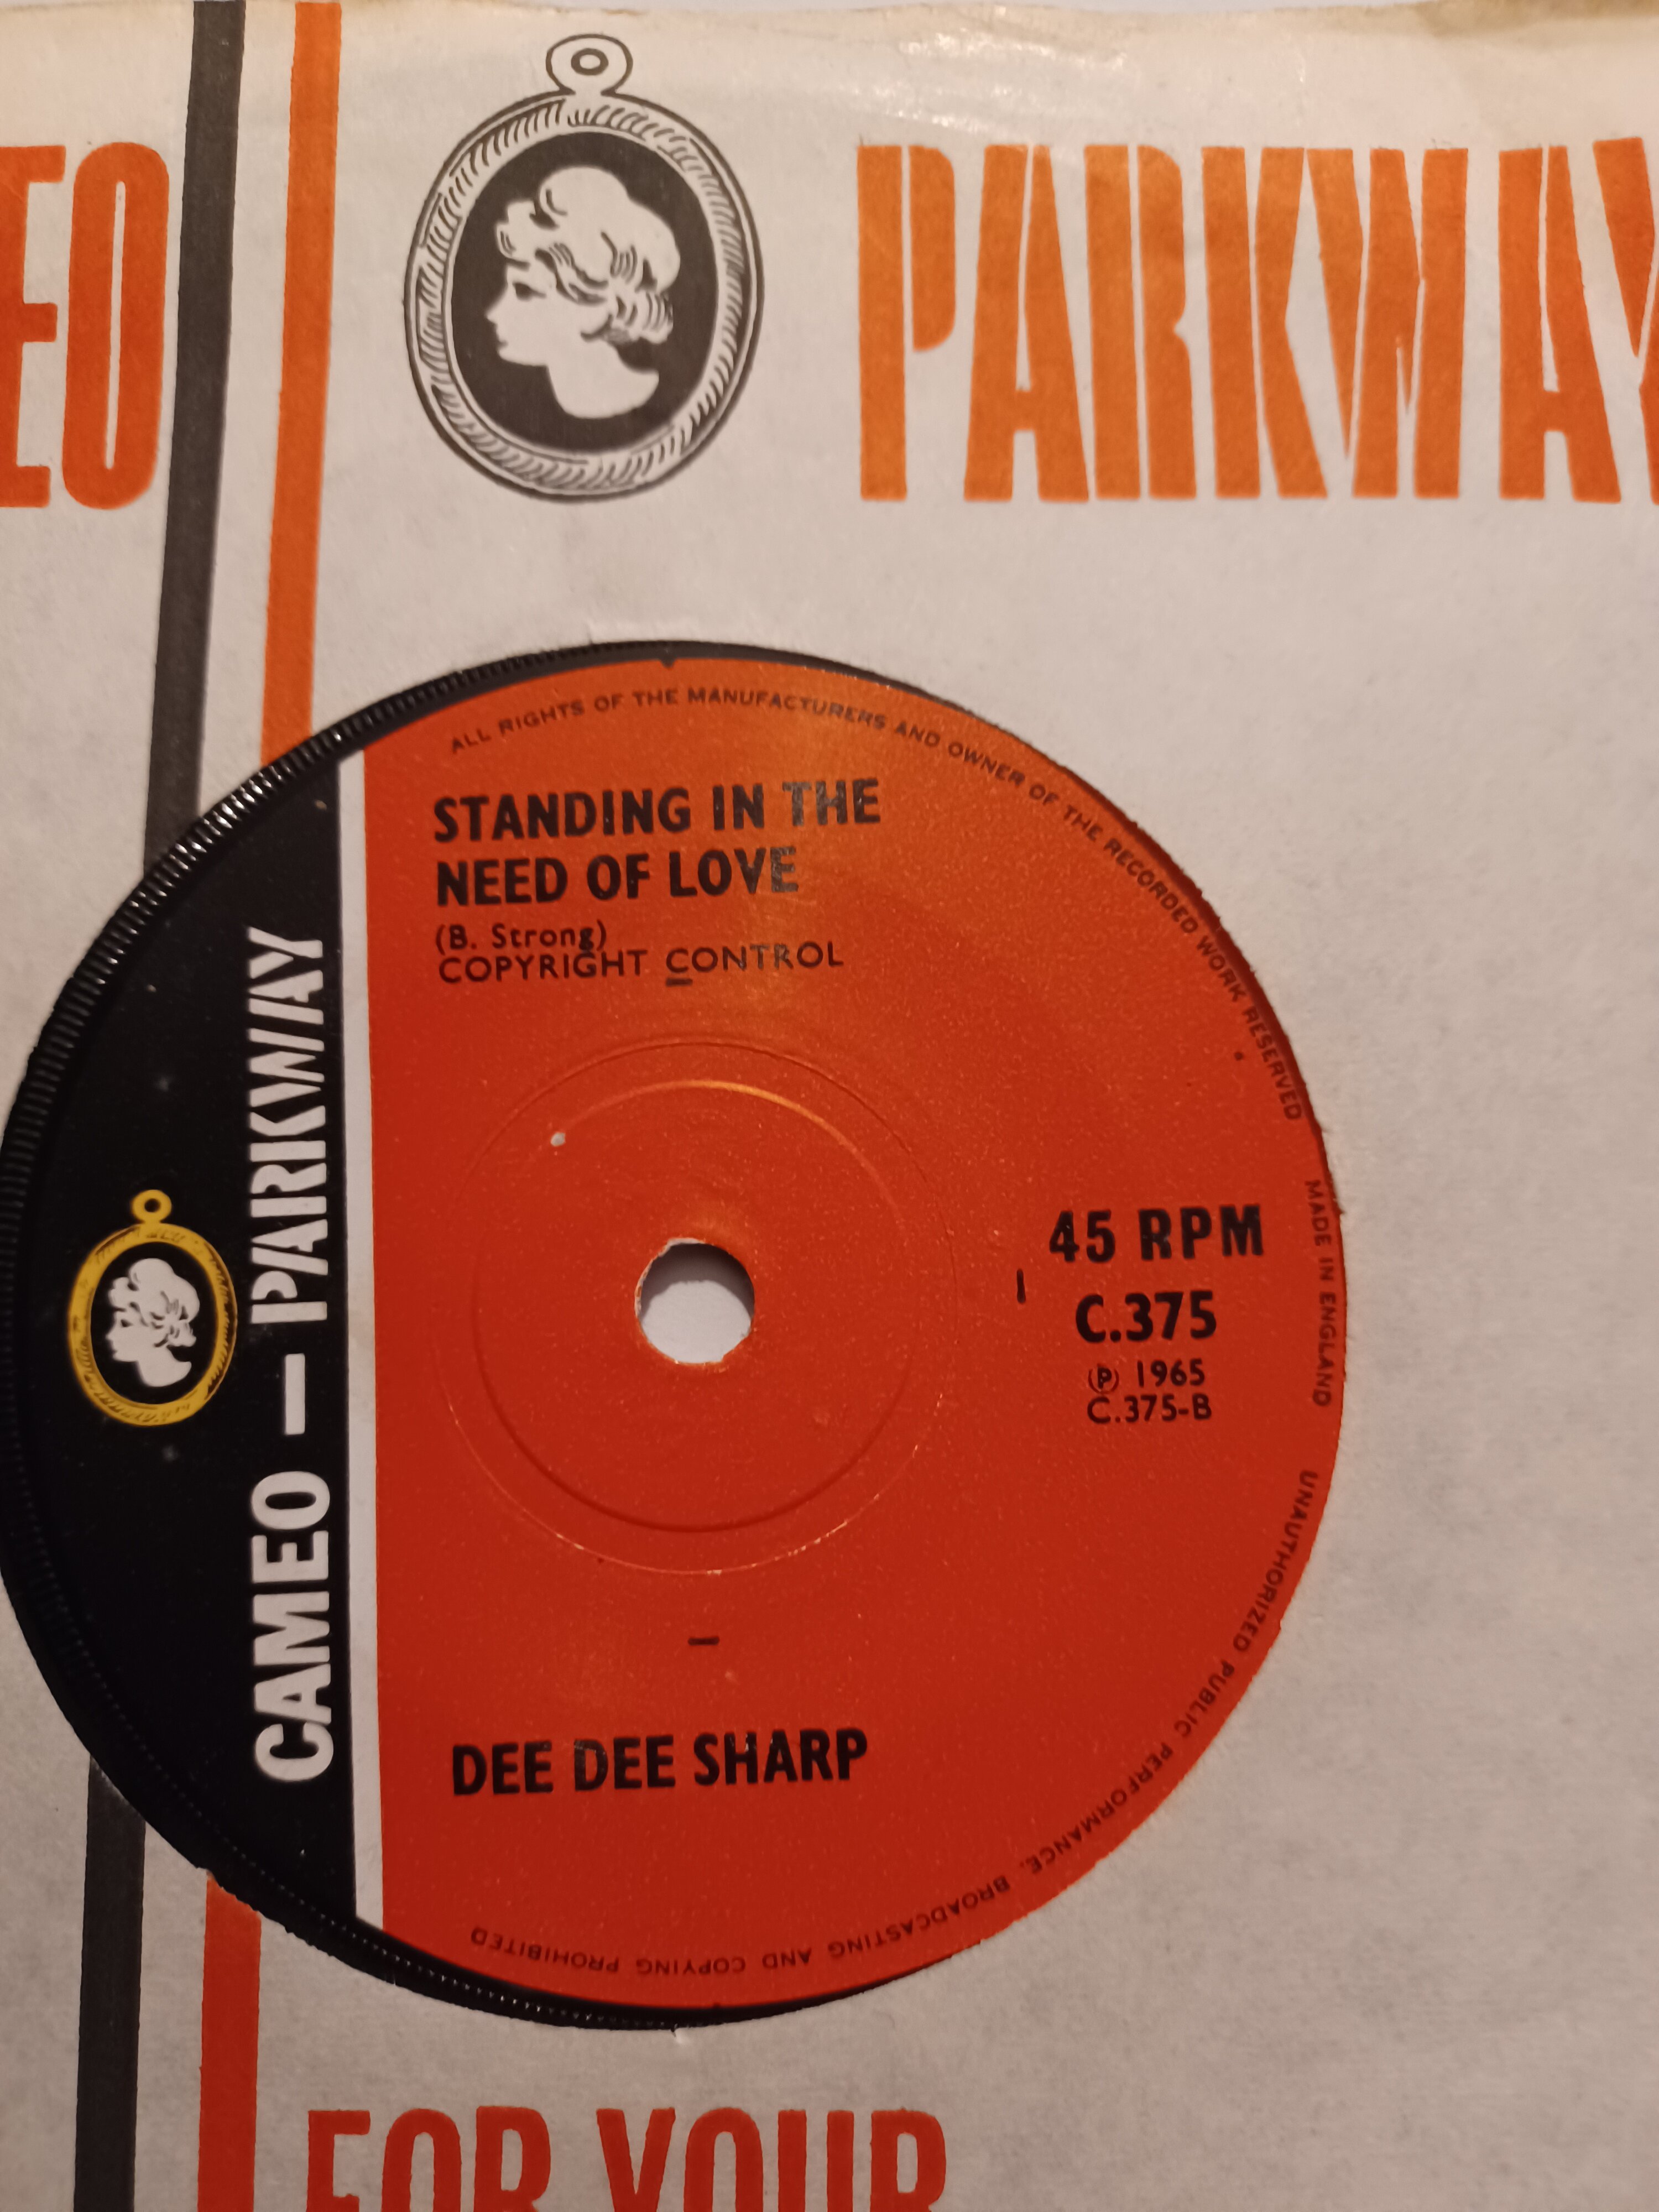 EO
PARKWAY
ALL RIGHTS OF THE MANUFACTURERS AND OWNER OF THE RECORDED WORK RESERVED
STANDING IN THE
NEED OF LOVE
(B. Strong)
COPYRIGHT CONTROL
CAMEO – PARKWAY
45 RPM
C.375
Ⓟ 1965
C.375-B
MADE IN ENGLAND
DEE DEE SHARP
UNAUTHORIZED PUBLIC PERFORMANCE, BROADCASTING AND COPYING PROHIBITED
FOR YOUR